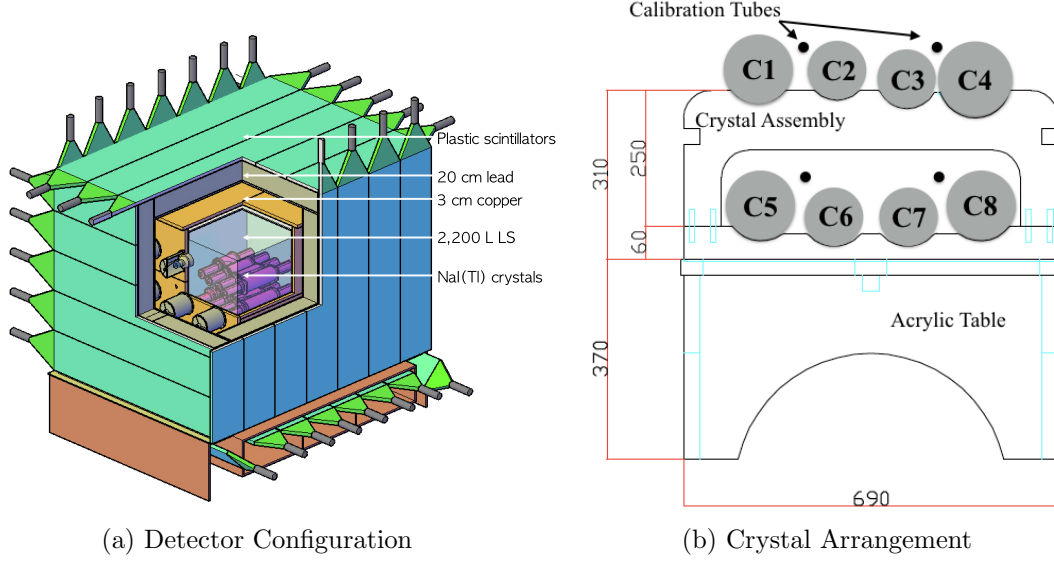 Plastic scintillators
20 cm lead
3 cm copper
2,200 L LS
NaI(Tl) crystals
(a) Detector Configuration
Calibration Tubes
C1 C2 C3 C4
Crystal Assembly
310
250
C5 C6 C7 C8
60
Acrylic Table
370
690
(b) Crystal Arrangement